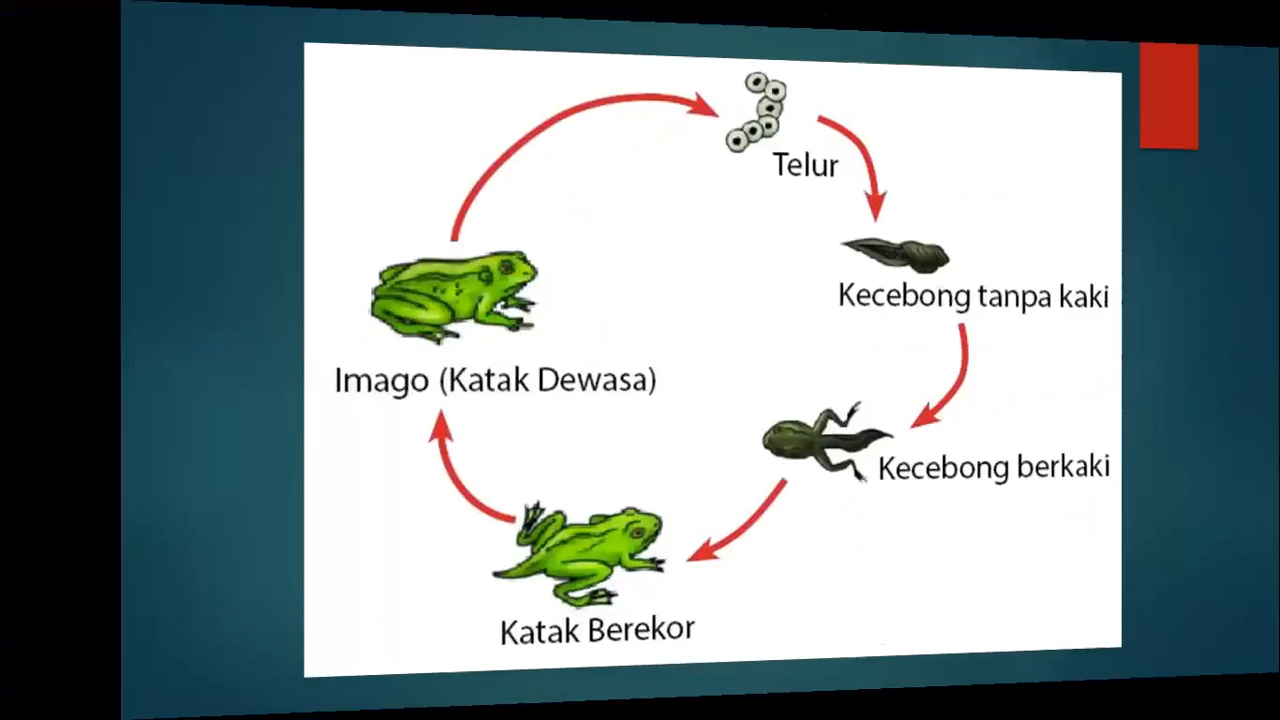 Telur
Kecebong tanpa kaki
Kecebong berkaki
Katak Berekor
Imago (Katak Dewasa)